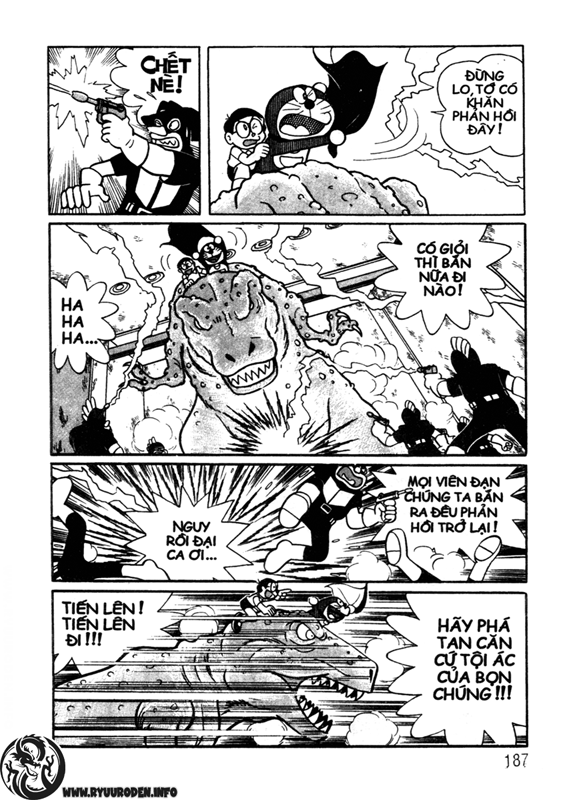 CHẾT
NÈ!
ĐỪNG
LO, TỚ CÓ
KHĂN
PHẢN HỒI
ĐÂY!
CÓ GIỎI
THÌ BẮN
NỮA ĐI
NÀO!
HA
HA
HA...
MỌI VIÊN ĐẠN
CHÚNG TA BẮN
RA ĐỀU PHẢN
HỒI TRỞ LẠI!
NGUY
RỒI ĐẠI
CA ƠI...
TIẾN LÊN!
TIẾN LÊN
ĐI!!!
HÃY PHÁ
TAN CĂN
CỨ TỘI ÁC
CỦA BỌN
CHÚNG!!!
187
WWW.RYUURODEN.INFO